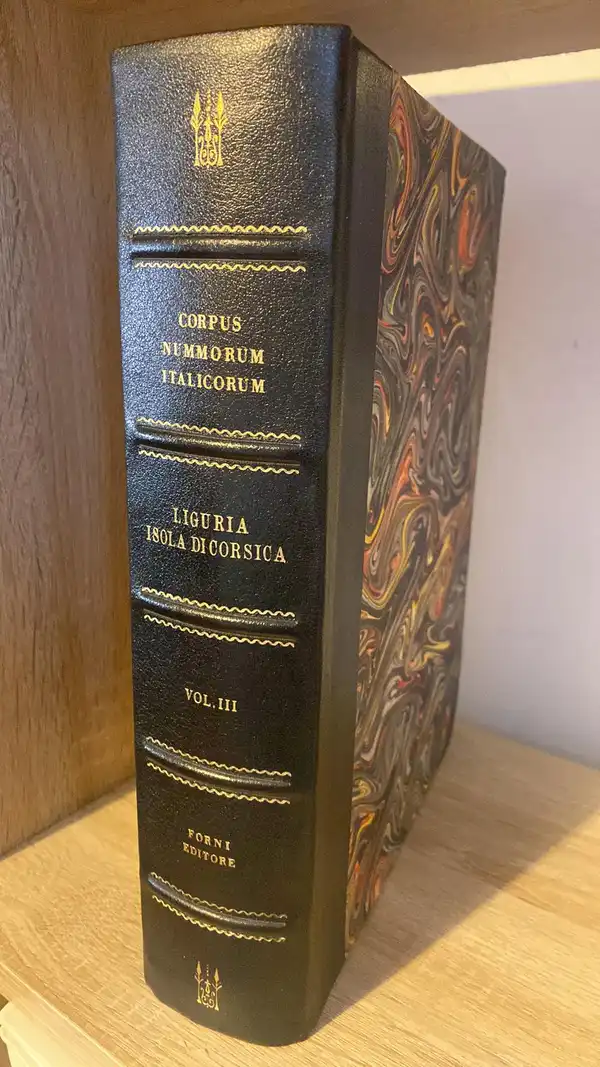 CORPUS
NUMMORUM
ITALICORUM
LIGURIA
ISOLA DI CORSICA
VOL. III
FORNI
EDITORE